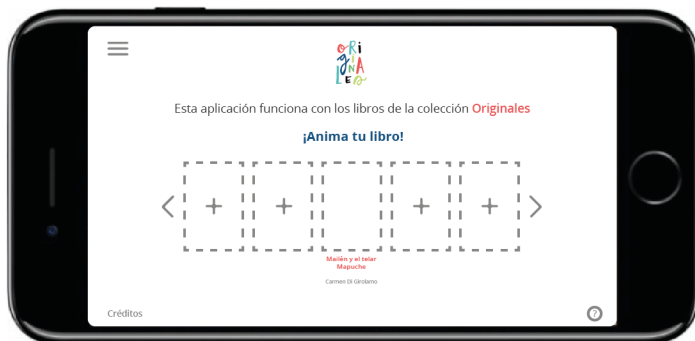 ORiGINALES
Esta aplicación funciona con los libros de la colección Originales
¡Anima tu libro!
Mailén y el telar
Mapuche
Carmen Di Girolamo
Créditos
?